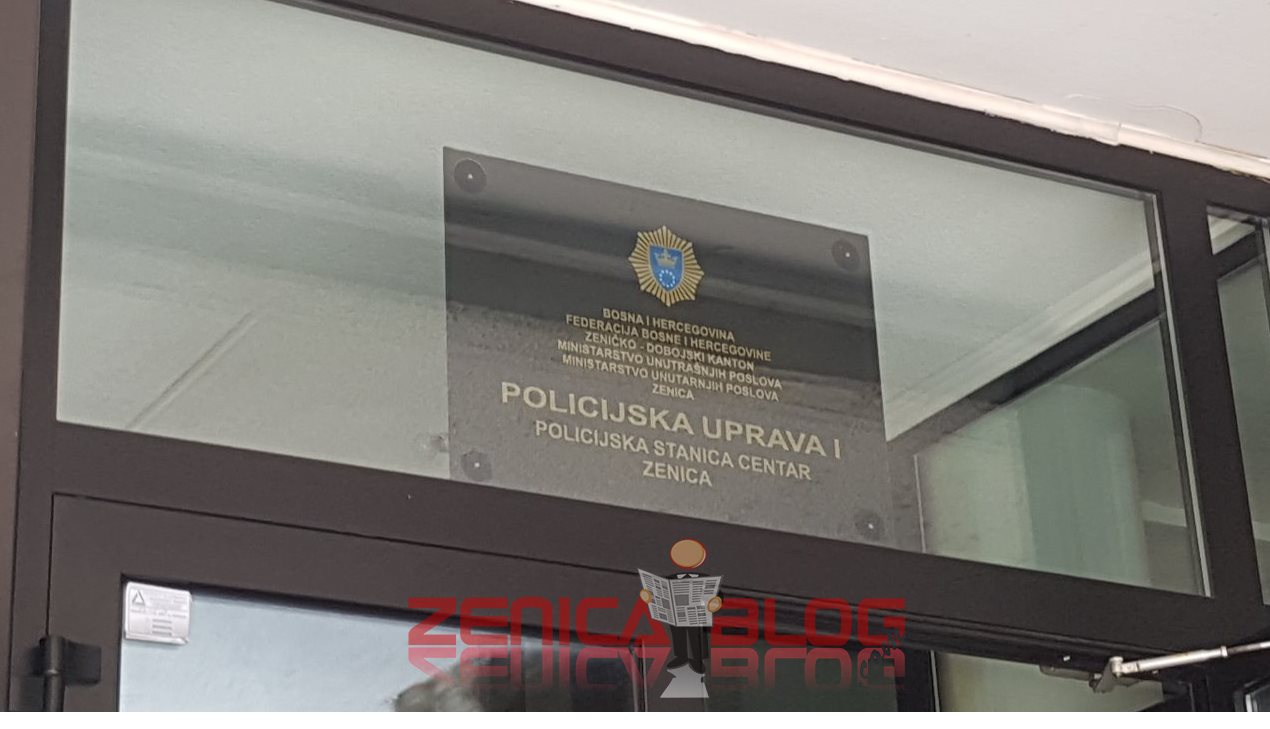 BOSNA I HERCEGOVINA
FEDERACIJA BOSNE I HERCEGOVINE
ZENIČKO - DOBOJSKI KANTON
MINISTARSTVO UNUTRAŠNJIH POSLOVA
MINISTARSTVO UNUTARNJIH POSLOVA
ZENICA
POLICIJSKA UPRAVA I
POLICIJSKA STANICA CENTAR
ZENICA
ZENICA BLOG